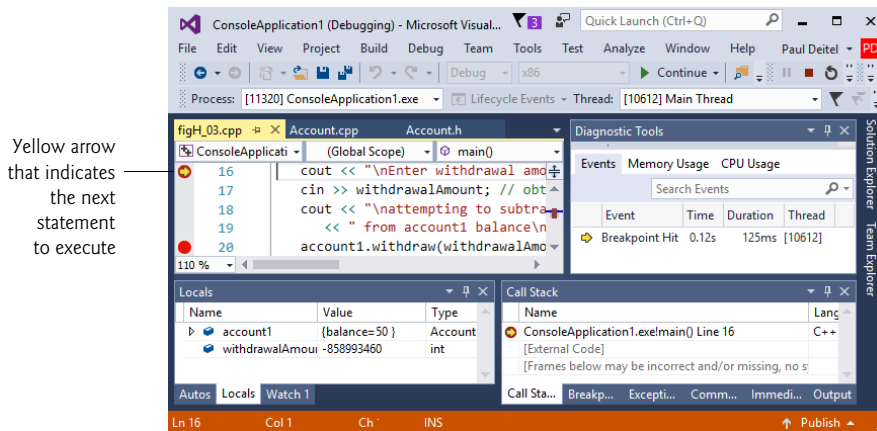 Yellow arrow
that indicates
the next
statement
to execute
ConsoleApplication1 (Debugging) - Microsoft Visual... 3 Quick Launch (Ctrl+Q)
File Edit View Project Build Debug Team Tools Test Analyze Window Help Paul Deitel PD
Debug x86 Continue
Process: [11320] ConsoleApplication1.exe Lifecycle Events Thread: [10612] Main Thread
figH_03.cpp Account.cpp Account.h
ConsoleApplicati (Global Scope) main()
16 cout << "\nEnter withdrawal amo
17 cin >> withdrawalAmount; // obt
18 cout << "\nattempting to subtra
19 << " from account1 balance\n
20 account1.withdraw(withdrawalAmo
110 %
Diagnostic Tools
Events Memory Usage CPU Usage
Search Events
Event Time Duration Thread
Breakpoint Hit 0.12s 125ms [10612]
Solution Explorer
Team Explorer
Locals
Name Value Type
account1 {balance=50 } Account
withdrawalAmou -858993460 int
Autos Locals Watch 1
Call Stack
Name Lang
ConsoleApplication1.exe!main() Line 16 C++
[External Code]
[Frames below may be incorrect and/or missing, no s
Call Sta... Breakp... Excepti... Comm... Immedi... Output
Ln 16 Col 1 Ch INS Publish